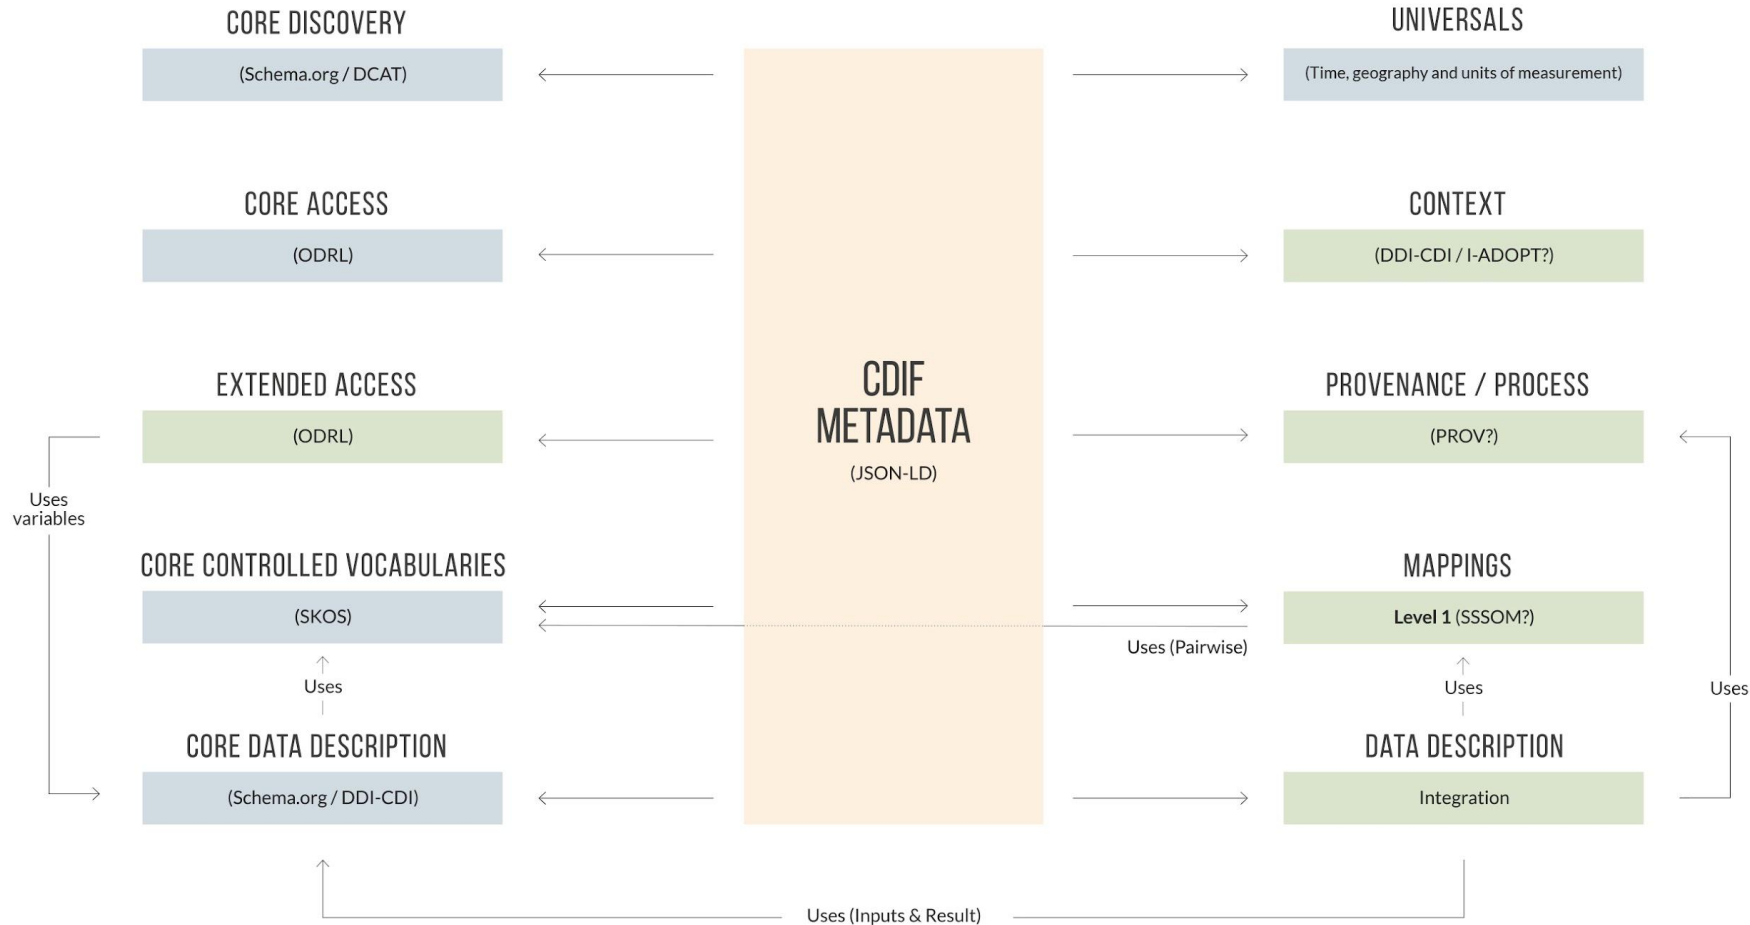 CORE DISCOVERY
(Schema.org / DCAT)
UNIVERSALS
(Time, geography and units of measurement)
CORE ACCESS
(ODRL)
CONTEXT
(DDI-CDI / I-ADOPT?)
EXTENDED ACCESS
(ODRL)
CDIF
METADATA
(JSON-LD)
PROVENANCE / PROCESS
(PROV?)
Uses
variables
CORE CONTROLLED VOCABULARIES
(SKOS)
MAPPINGS
Level 1 (SSSOM?)
Uses (Pairwise)
Uses
Uses
Uses
CORE DATA DESCRIPTION
(Schema.org / DDI-CDI)
DATA DESCRIPTION
Integration
Uses (Inputs & Result)